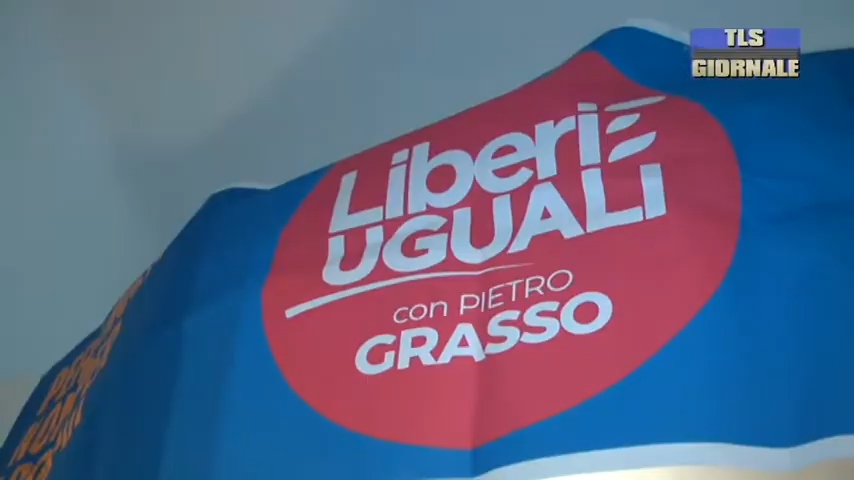 TLS
GIORNALE
Liberi E
UGUALI
con PIETRO
GRASSO